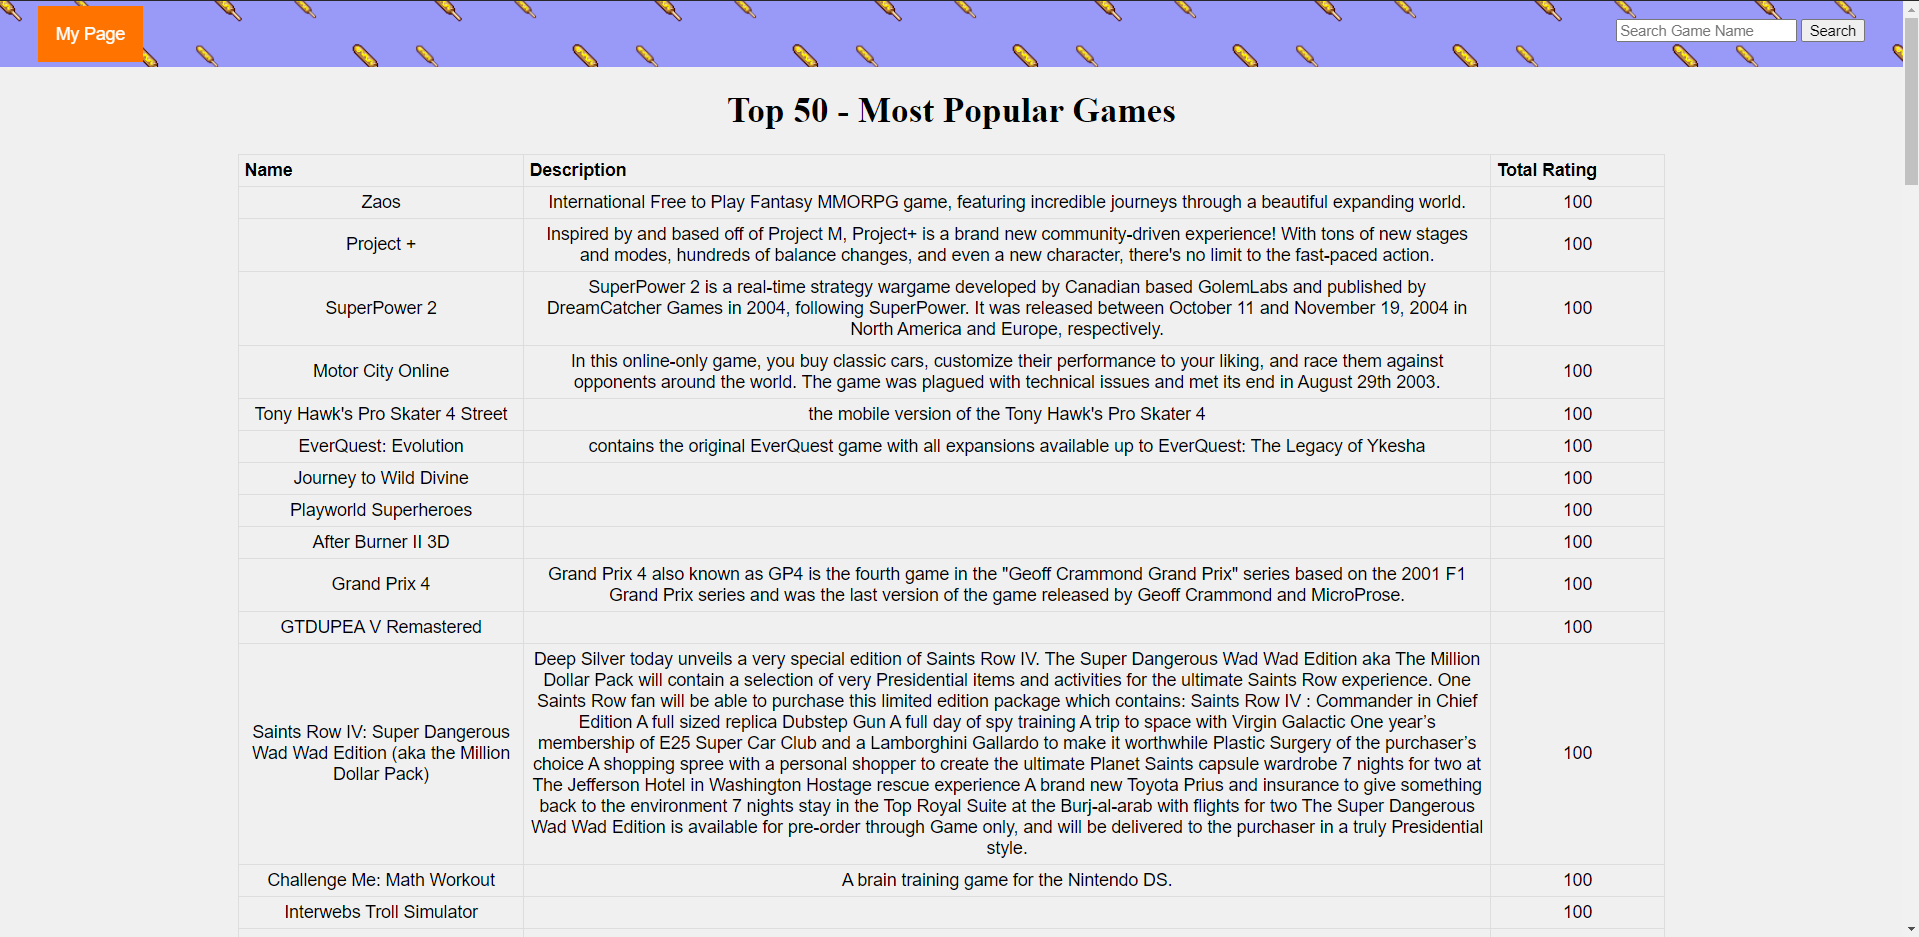 My Page
Search Game Name
Search
Top 50 - Most Popular Games
Name Description Total Rating
Zaos International Free to Play Fantasy MMORPG game, featuring incredible journeys through a beautiful expanding world. 100
Project + Inspired by and based off of Project M, Project+ is a brand new community-driven experience! With tons of new stages
and modes, hundreds of balance changes, and even a new character, there's no limit to the fast-paced action. 100
SuperPower 2 SuperPower 2 is a real-time strategy wargame developed by Canadian based GolemLabs and published by
DreamCatcher Games in 2004, following SuperPower. It was released between October 11 and November 19, 2004 in
North America and Europe, respectively. 100
Motor City Online In this online-only game, you buy classic cars, customize their performance to your liking, and race them against
opponents around the world. The game was plagued with technical issues and met its end in August 29th 2003. 100
Tony Hawk's Pro Skater 4 Street the mobile version of the Tony Hawk's Pro Skater 4 100
EverQuest: Evolution contains the original EverQuest game with all expansions available up to EverQuest: The Legacy of Ykesha 100
Journey to Wild Divine 100
Playworld Superheroes 100
After Burner II 3D 100
Grand Prix 4 Grand Prix 4 also known as GP4 is the fourth game in the "Geoff Crammond Grand Prix" series based on the 2001 F1
Grand Prix series and was the last version of the game released by Geoff Crammond and MicroProse. 100
GTDUPEA V Remastered 100
Saints Row IV: Super Dangerous
Wad Wad Edition (aka the Million
Dollar Pack)
Deep Silver today unveils a very special edition of Saints Row IV. The Super Dangerous Wad Wad Edition aka The Million
Dollar Pack will contain a selection of very Presidential items and activities for the ultimate Saints Row experience. One
Saints Row fan will be able to purchase this limited edition package which contains: Saints Row IV : Commander in Chief
Edition A full sized replica Dubstep Gun A full day of spy training A trip to space with Virgin Galactic One year’s
membership of E25 Super Car Club and a Lamborghini Gallardo to make it worthwhile Plastic Surgery of the purchaser’s
choice A shopping spree with a personal shopper to create the ultimate Planet Saints capsule wardrobe 7 nights for two at
The Jefferson Hotel in Washington Hostage rescue experience A brand new Toyota Prius and insurance to give something
back to the environment 7 nights stay in the Top Royal Suite at the Burj-al-arab with flights for two The Super Dangerous
Wad Wad Edition is available for pre-order through Game only, and will be delivered to the purchaser in a truly Presidential
style.
100
Challenge Me: Math Workout A brain training game for the Nintendo DS. 100
Interwebs Troll Simulator 100